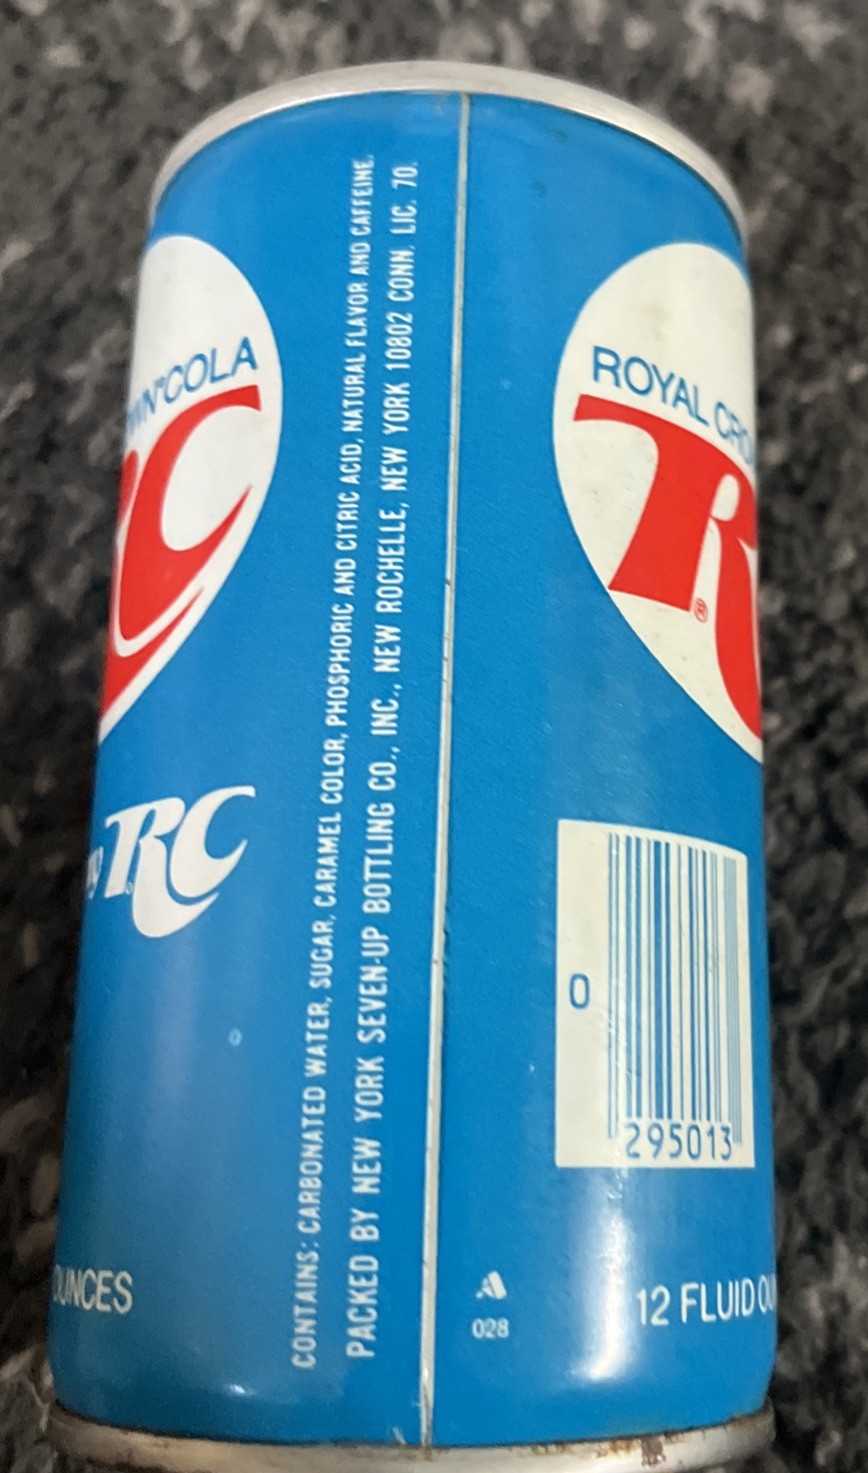 COLA
RC
RC
OUNCES
CONTAINS: CARBONATED WATER, SUGAR, CARAMEL COLOR, PHOSPHORIC AND CITRIC ACID, NATURAL FLAVOR AND CAFFEINE.
PACKED BY NEW YORK SEVEN-UP BOTTLING CO., INC., NEW ROCHELLE, NEW YORK 10802 CONN. LIC. 70.
ROYAL CRO
R®
0
295013
A
028
12 FLUID OU